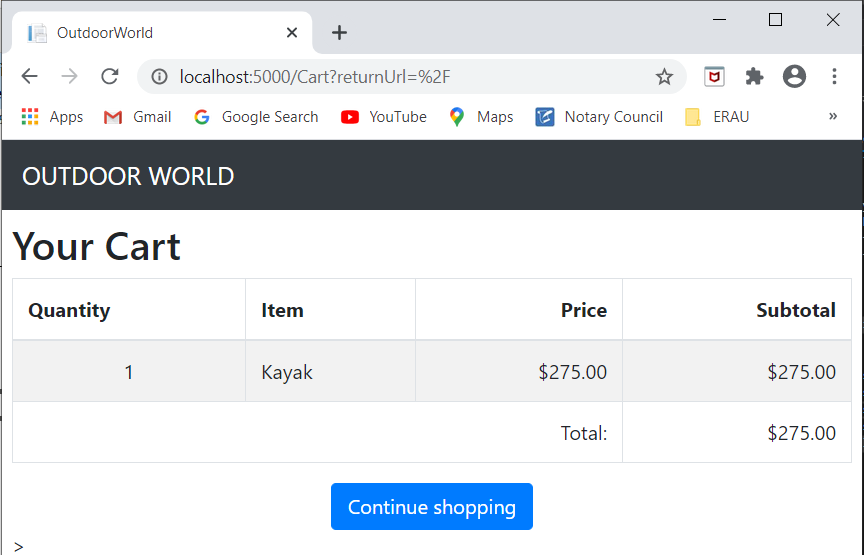 OutdoorWorld
localhost:5000/Cart?returnUrl=%2F
Apps Gmail Google Search YouTube Maps Notary Council ERAU »
OUTDOOR WORLD
Your Cart
Quantity Item Price Subtotal
1 Kayak $275.00 $275.00
Total: $275.00
Continue shopping
>